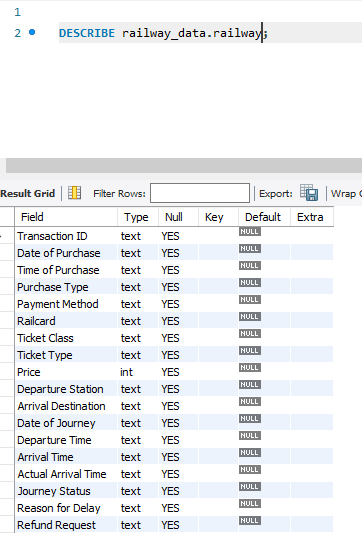 1
2 DESCRIBE railway_data.railway;
Result Grid Filter Rows: Export: Wrap
Field Type Null Key Default Extra
Transaction ID text YES NULL
Date of Purchase text YES NULL
Time of Purchase text YES NULL
Purchase Type text YES NULL
Payment Method text YES NULL
Railcard text YES NULL
Ticket Class text YES NULL
Ticket Type text YES NULL
Price int YES NULL
Departure Station text YES NULL
Arrival Destination text YES NULL
Date of Journey text YES NULL
Departure Time text YES NULL
Arrival Time text YES NULL
Actual Arrival Time text YES NULL
Journey Status text YES NULL
Reason for Delay text YES NULL
Refund Request text YES NULL